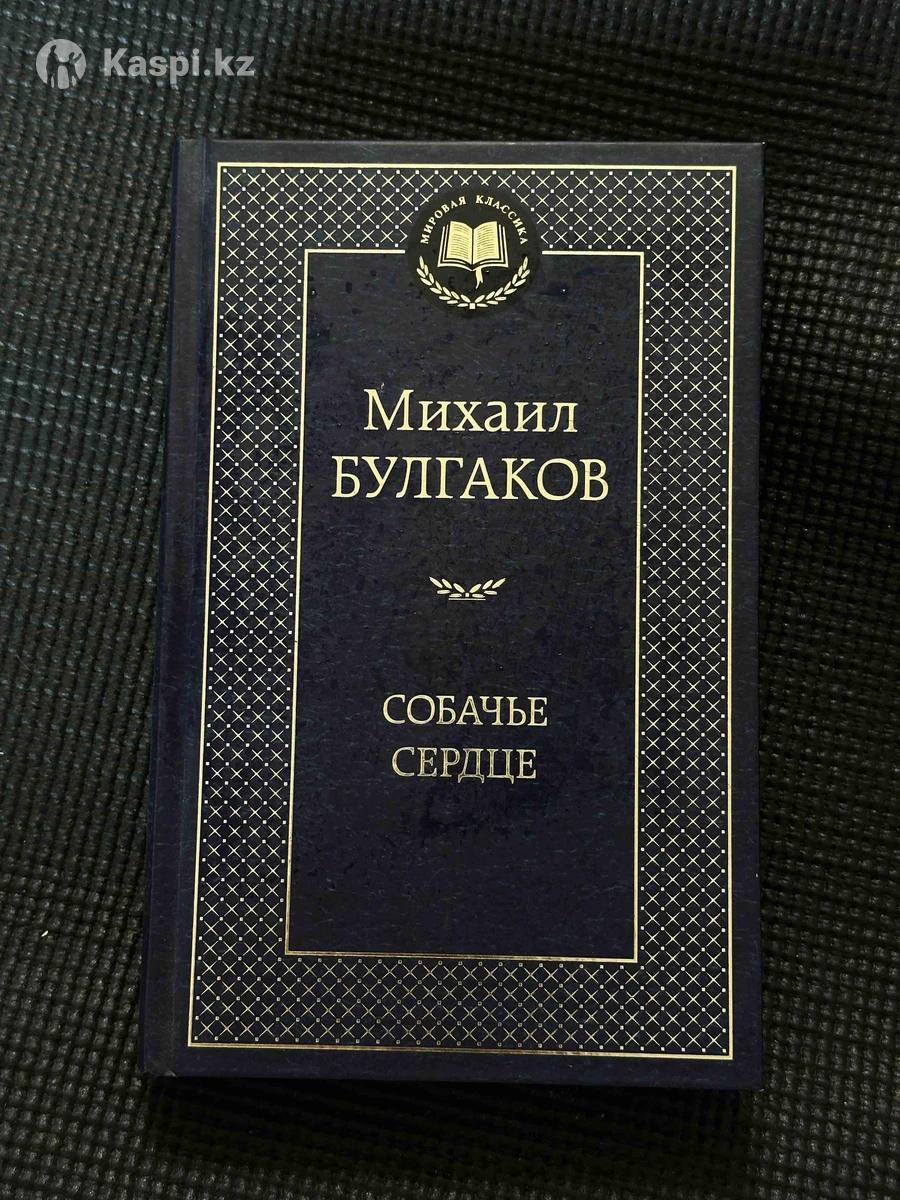 Kaspi.kz
МИРОВАЯ КЛАССИКА
Михаил
БУЛГАКОВ
СОБАЧЬЕ
СЕРДЦЕ